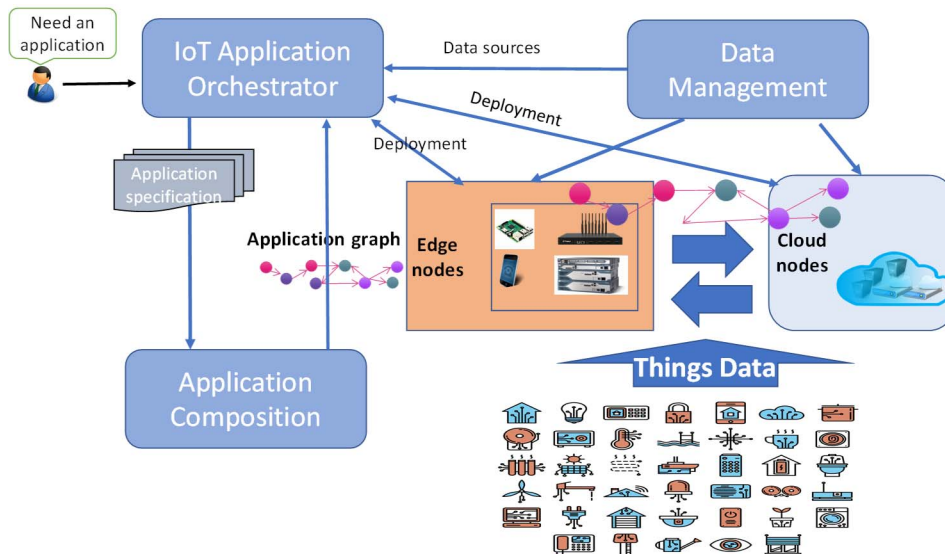 Need an
application
IoT Application
Orchestrator
Data sources
Data
Management
Deployment
Deployment
Application
specification
Application graph
Edge
nodes
Cloud
nodes
Things Data
Application
Composition